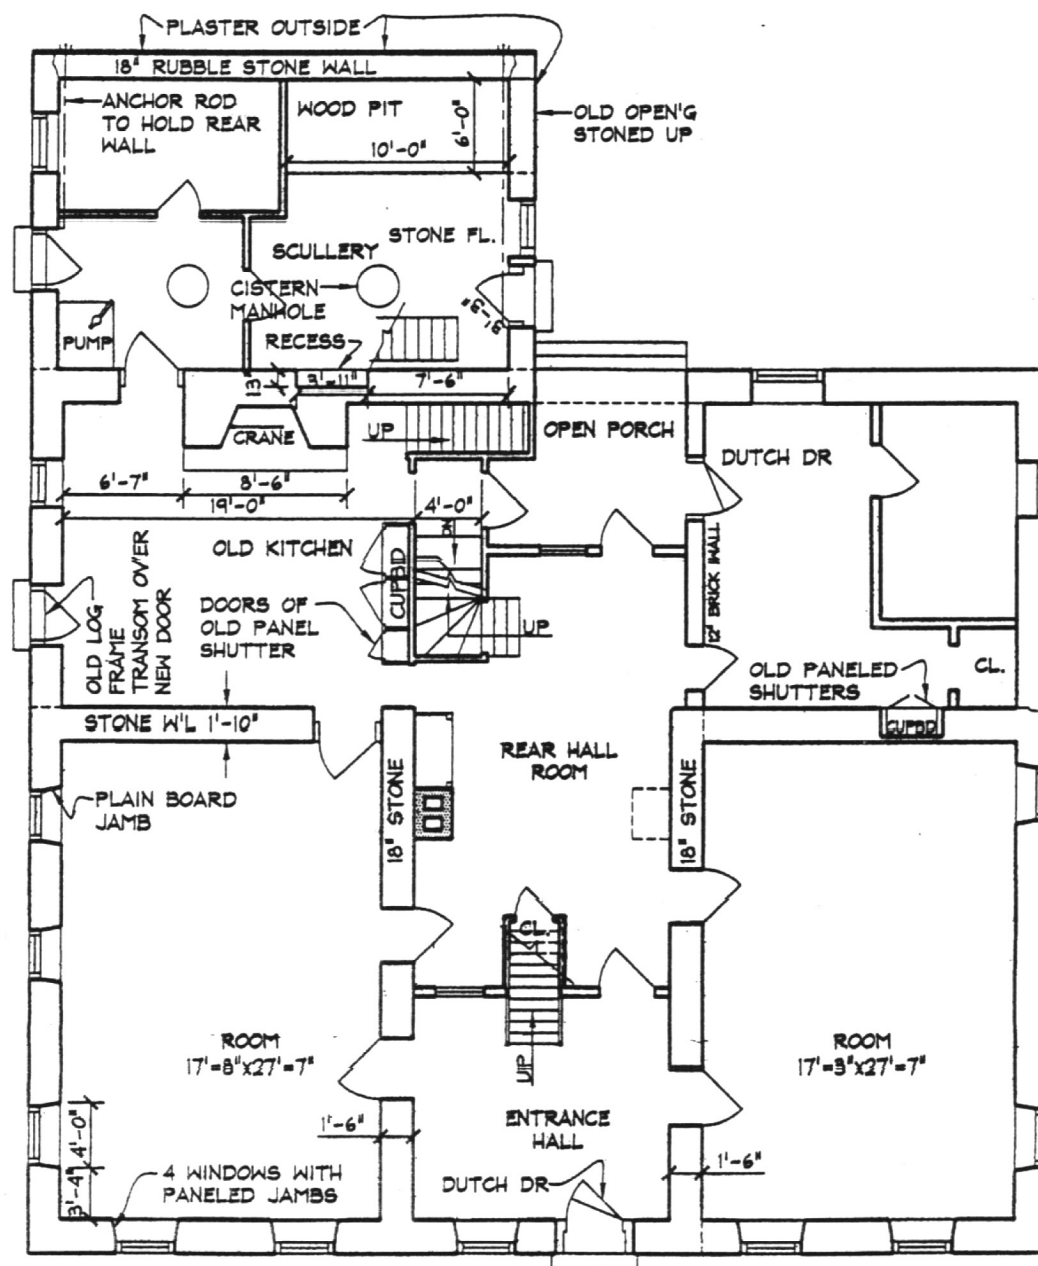 PLASTER OUTSIDE
18" RUBBLE STONE WALL
ANCHOR ROD
TO HOLD REAR
WALL
WOOD PIT
6'-0"
10'-0"
OLD OPEN'G
STONED UP
STONE FL.
SCULLERY
CISTERN
MANHOLE
3'-3"
PUMP
RECESS
13"
3'-11"
7'-6"
CRANE
UP
OPEN PORCH
DUTCH DR
6'-7"
8'-6"
19'-0"
4'-0"
DN
OLD KITCHEN
CUPBD
12" BRICK WALL
OLD LOG
FRAME
TRANSOM OV'ER
NEW DOOR
DOORS OF
OLD PANEL
SHUTTER
UP
OLD PANELED
SHUTTERS
CL.
STONE W'L 1'-10"
CUPBD
REAR HALL
ROOM
18" STONE
18" STONE
PLAIN BOARD
JAMB
CL.
ROOM
17'=8"x27'=7"
ROOM
17'=3"x27'=7"
UP
ENTRANCE
HALL
1'-6"
1'-6"
4'-0"
3'-4"
4 WINDOWS WITH
PANELED JAMBS
DUTCH DR